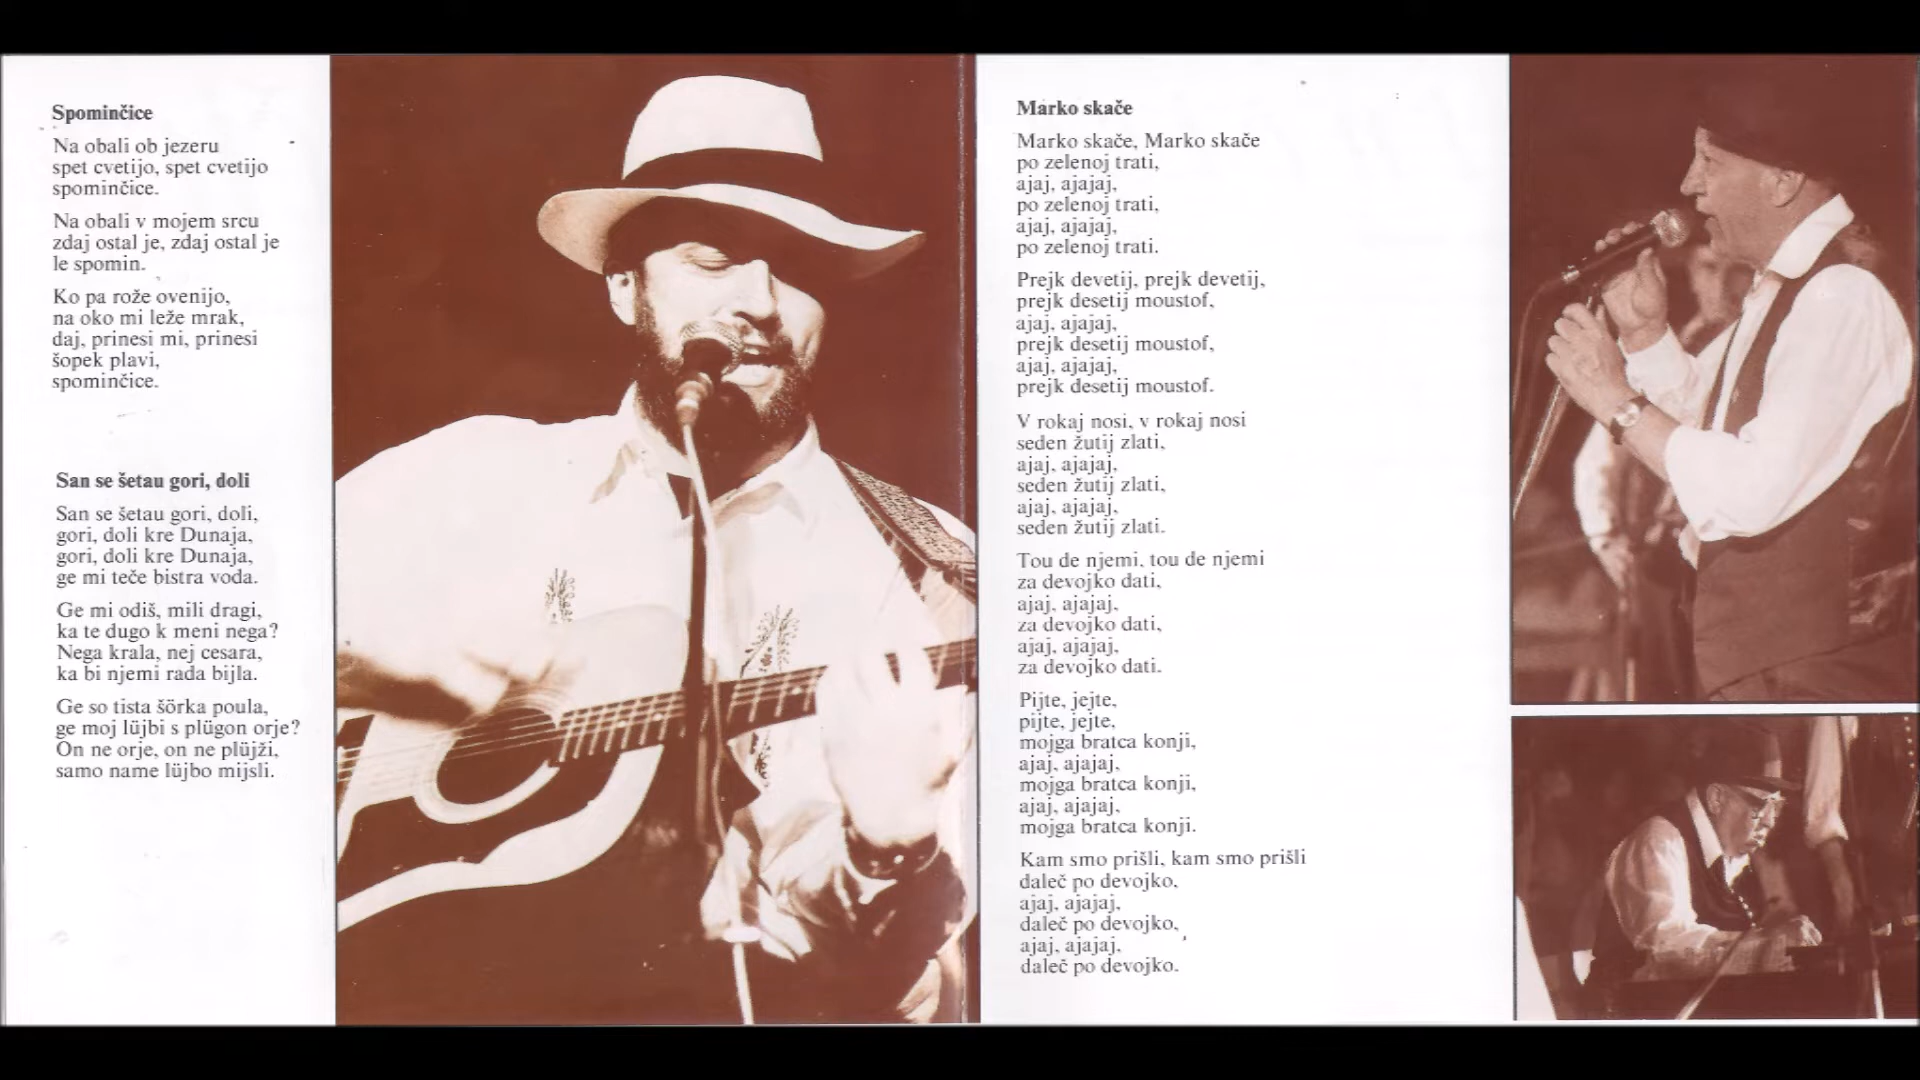 Spominčice
Na obali ob jezeru
spet cvetijo, spet cvetijo
spominčice.
Na obali v mojem srcu
zdaj ostal je, zdaj ostal je
le spomin.
Ko pa rože ovenijo,
na oko mi leže mrak,
daj, prinesi mi, prinesi
šopek plavi,
spominčice.
San se šetau gori, doli
San se šetau gori, doli,
gori, doli kre Dunaja,
gori, doli kre Dunaja,
ge mi teče bistra voda.
Ge mi odiš, mili dragi,
ka te dugo k meni nega?
Nega krala, nej cesara,
ka bi njemi rada bijla.
Ge so tista šörka poula,
ge moj lüjbi s plügon orje?
On ne orje, on ne plüjži,
samo name lüjbo mijsli.
Marko skače
Marko skače, Marko skače
po zelenoj trati,
ajaj, ajajaj,
po zelenoj trati,
ajaj, ajajaj,
po zelenoj trati.
Prejk devetij, prejk devetij,
prejk desetij moustof,
ajaj, ajajaj,
prejk desetij moustof,
ajaj, ajajaj,
prejk desetij moustof.
V rokaj nosi, v rokaj nosi
seden žutij zlati,
ajaj, ajajaj,
seden žutij zlati,
ajaj, ajajaj,
seden žutij zlati.
Tou de njemi, tou de njemi
za devojko dati,
ajaj, ajajaj,
za devojko dati,
ajaj, ajajaj,
za devojko dati.
Pijte, jejte,
pijte, jejte,
mojga bratca konji,
ajaj, ajajaj,
mojga bratca konji,
ajaj, ajajaj,
mojga bratca konji.
Kam smo prišli, kam smo prišli
daleč po devojko,
ajaj, ajajaj,
daleč po devojko,
ajaj, ajajaj,
daleč po devojko.